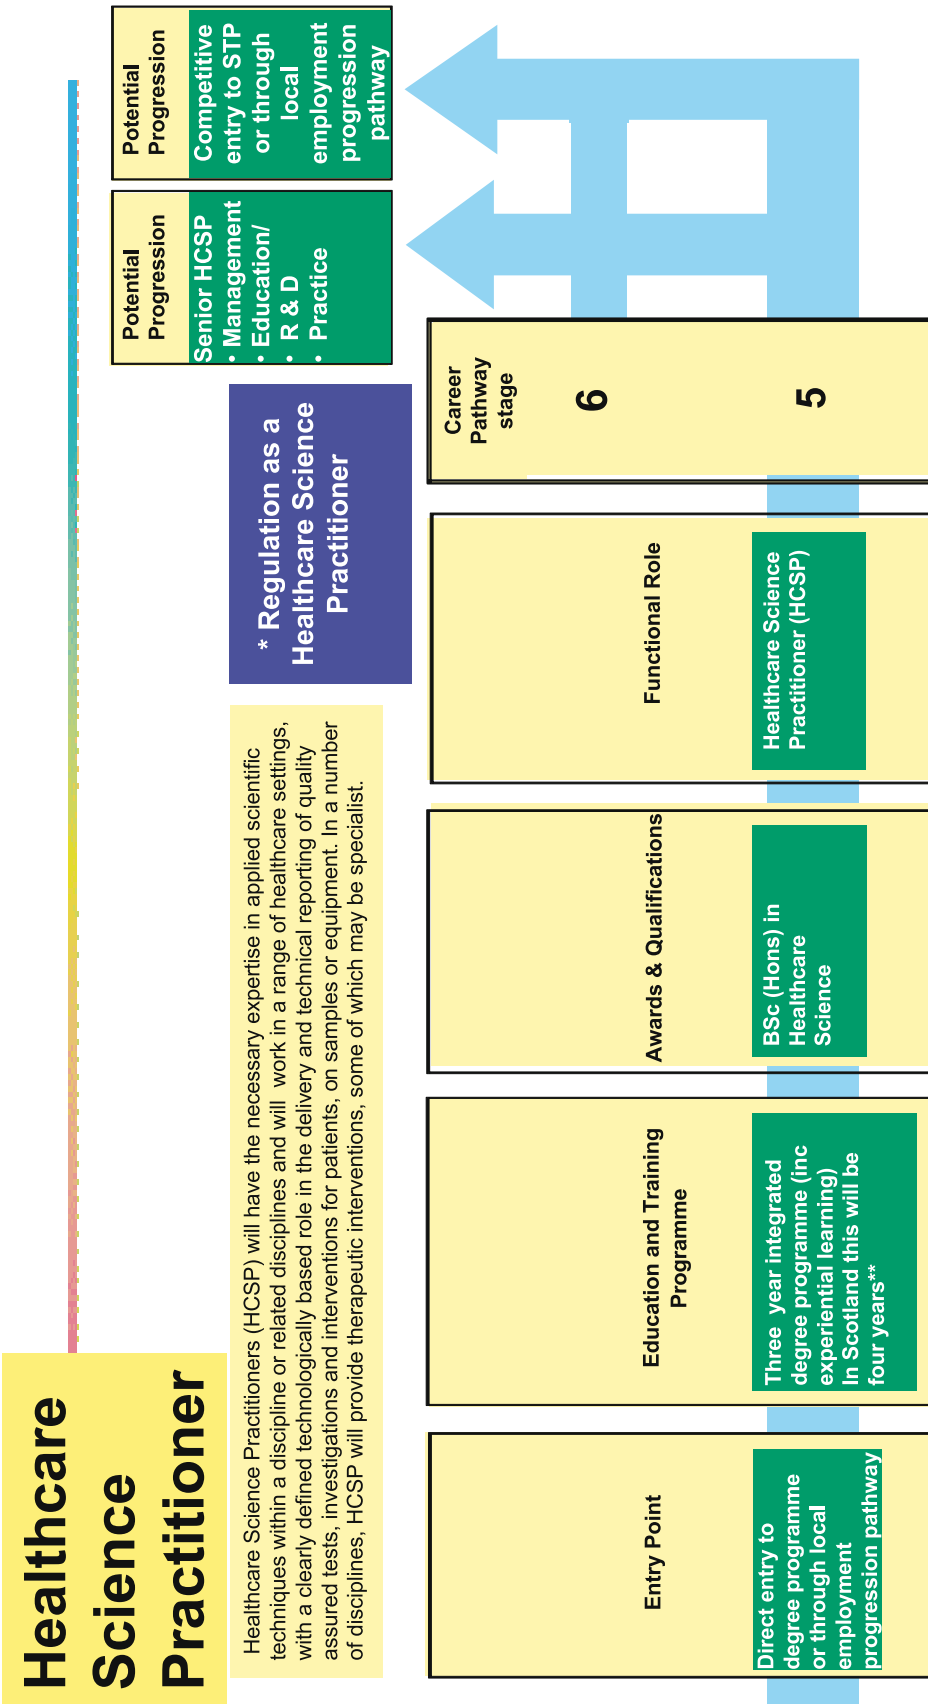 Healthcare
Science
Practitioner
Healthcare Science Practitioners (HCSP) will have the necessary expertise in applied scientific
techniques within a discipline or related disciplines and will work in a range of healthcare settings,
with a clearly defined technologically based role in the delivery and technical reporting of quality
assured tests, investigations and interventions for patients, on samples or equipment. In a number
of disciplines, HCSP will provide therapeutic interventions, some of which may be specialist.
* Regulation as a
Healthcare Science
Practitioner
Potential
Progression
Senior HCSP
• Management
• Education/
• R & D
• Practice
Potential
Progression
Competitive
entry to STP
or through
local
employment
progression
pathway
Entry Point
Direct entry to
degree programme
or through local
employment
progression pathway
Education and Training
Programme
Three year integrated
degree programme (inc
experiential learning)
In Scotland this will be
four years**
Awards & Qualifications
BSc (Hons) in
Healthcare
Science
Functional Role
Healthcare Science
Practitioner (HCSP)
Career
Pathway
stage
6
5